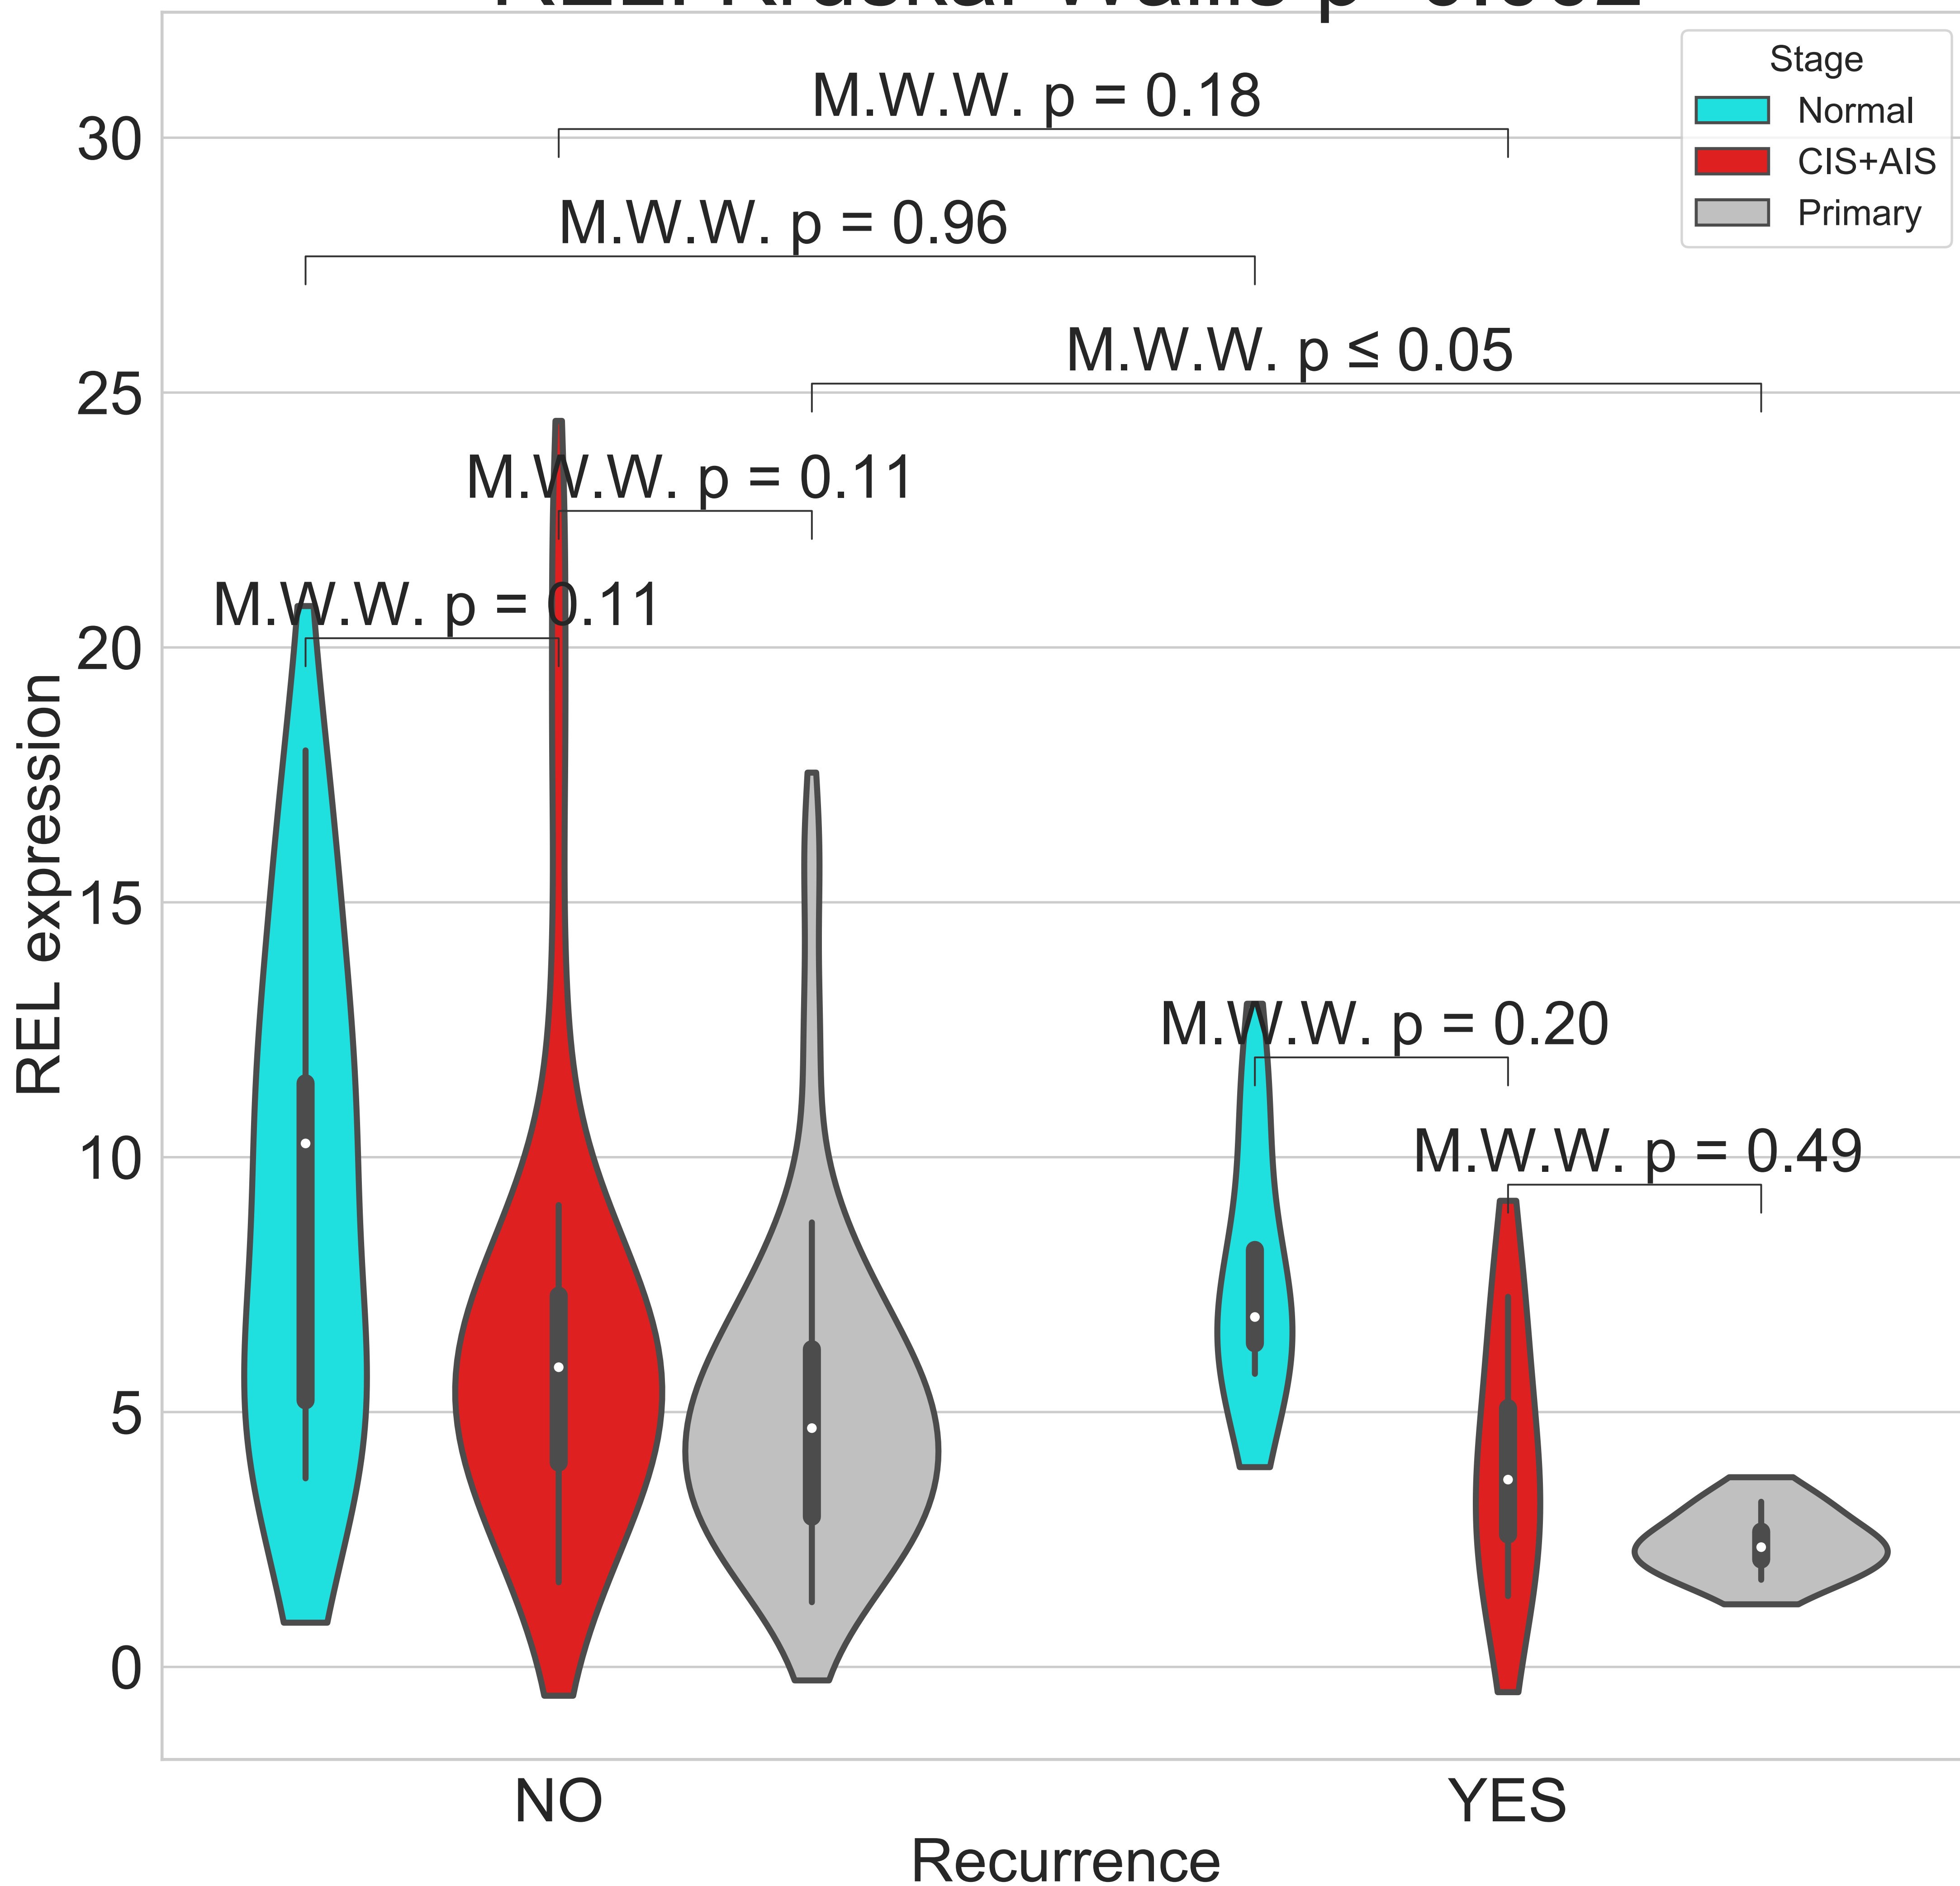 Stage
Normal
CIS+AIS
Primary
M.W.W. p = 0.18
M.W.W. p = 0.96
M.W.W. p ≤ 0.05
M.W.W. p = 0.11
M.W.W. p = 0.11
M.W.W. p = 0.20
M.W.W. p = 0.49
30
25
20
15
10
5
0
REL expression
NO
YES
Recurrence